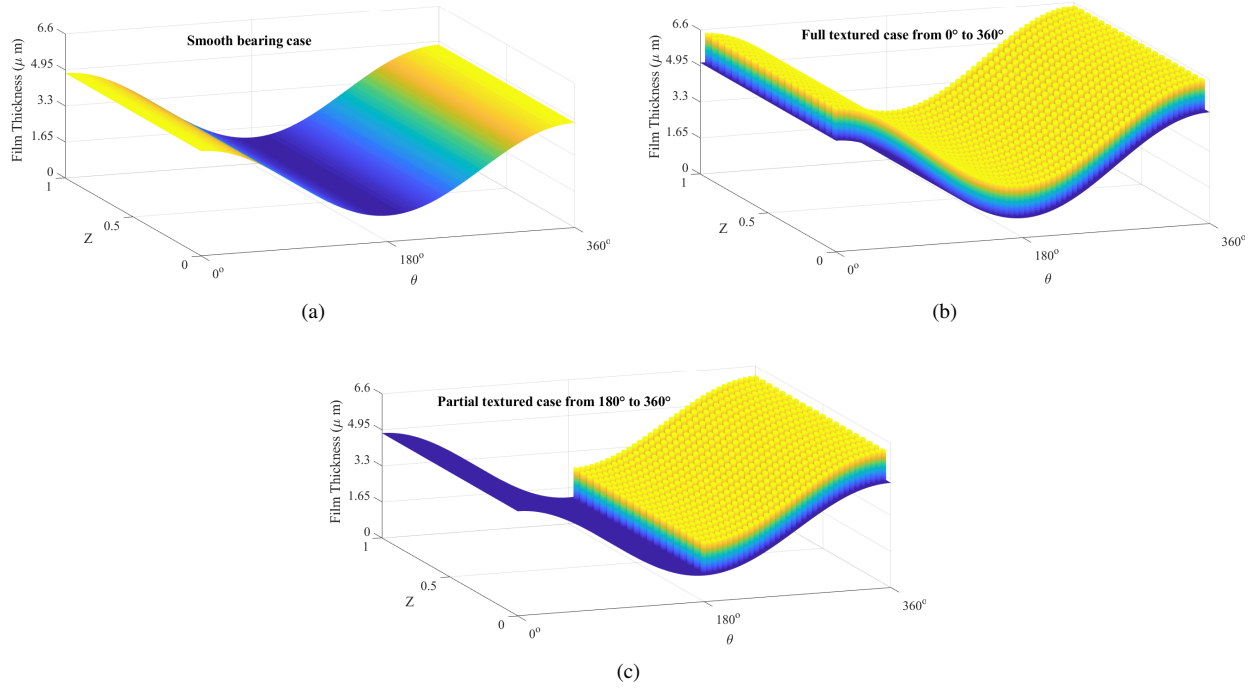 Smooth bearing case
Film Thickness (μ m)
6.6
4.95
3.3
1.65
0
1
0.5
0
Z
0°
180°
360°
θ
(a)
Full textured case from 0° to 360°
Film Thickness (μ m)
6.6
4.95
3.3
1.65
0
1
0.5
0
Z
0°
180°
360°
θ
(b)
Partial textured case from 180° to 360°
Film Thickness (μ m)
6.6
4.95
3.3
1.65
0
1
0.5
0
Z
0°
180°
360°
θ
(c)